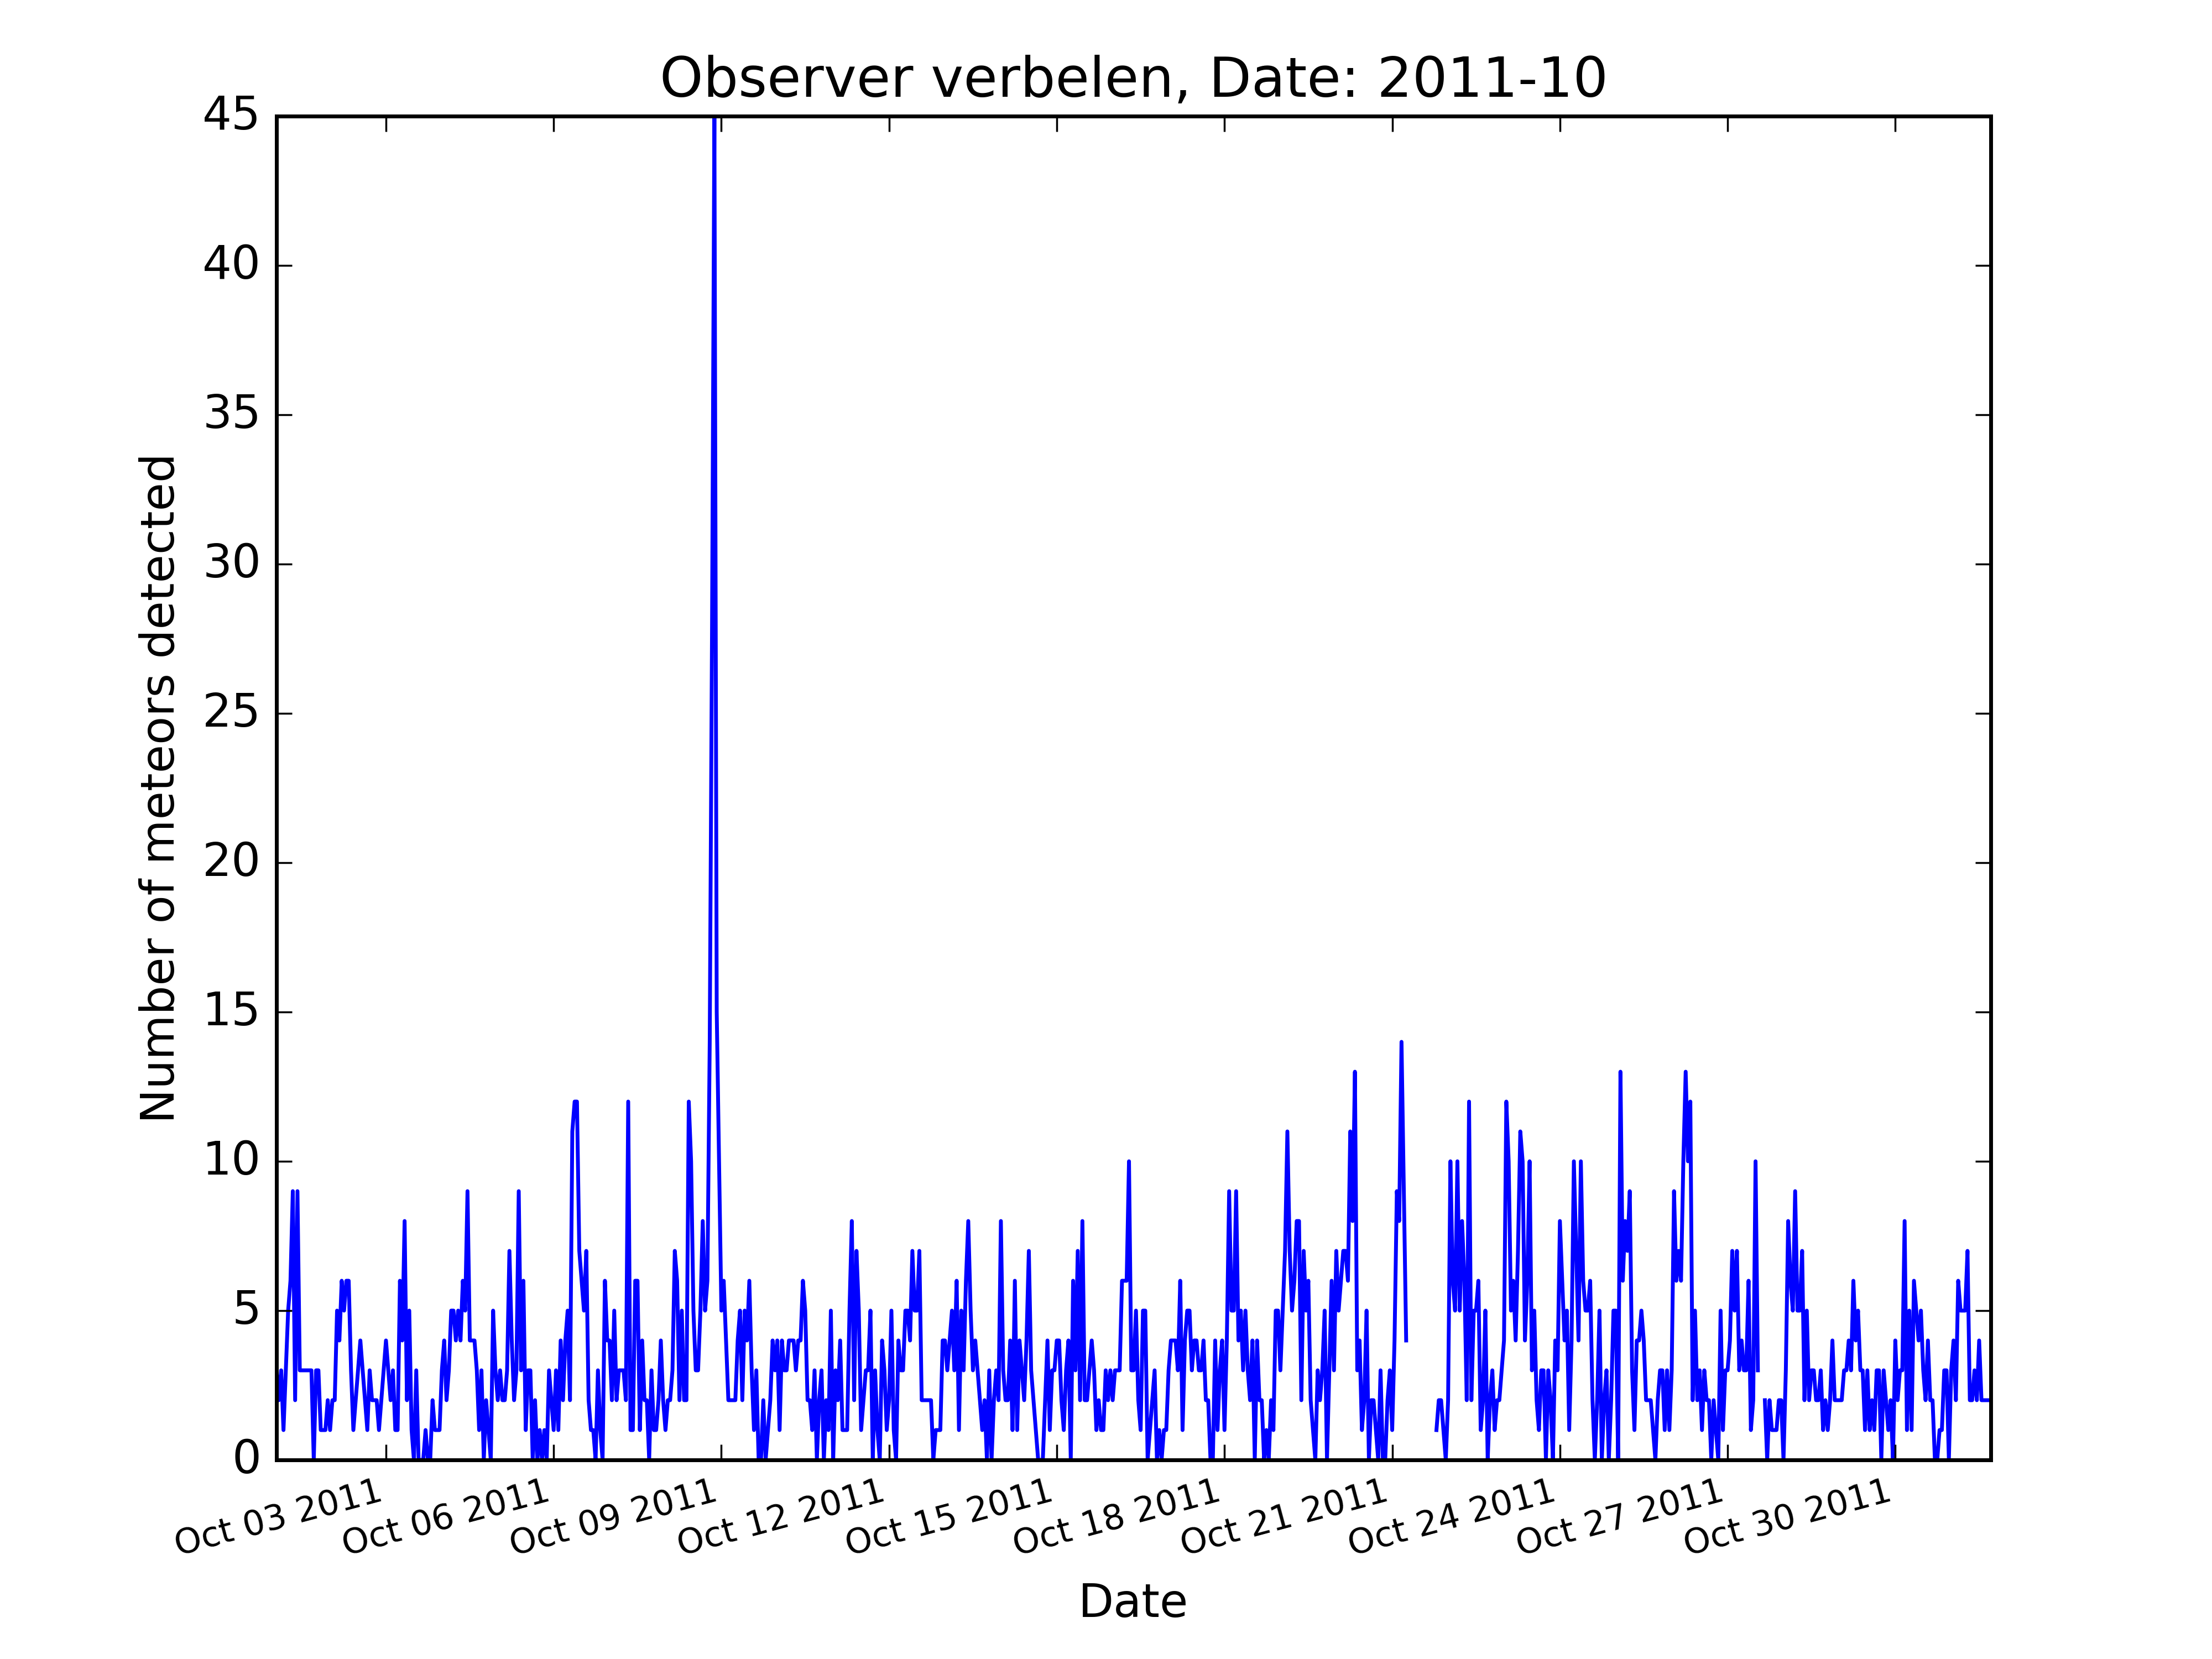 Observer verbelen, Date: 2011-10
Number of meteors detected
45
40
35
30
25
20
15
10
5
0
Oct 03 2011
Oct 06 2011
Oct 09 2011
Oct 12 2011
Oct 15 2011
Oct 18 2011
Oct 21 2011
Oct 24 2011
Oct 27 2011
Oct 30 2011
Date